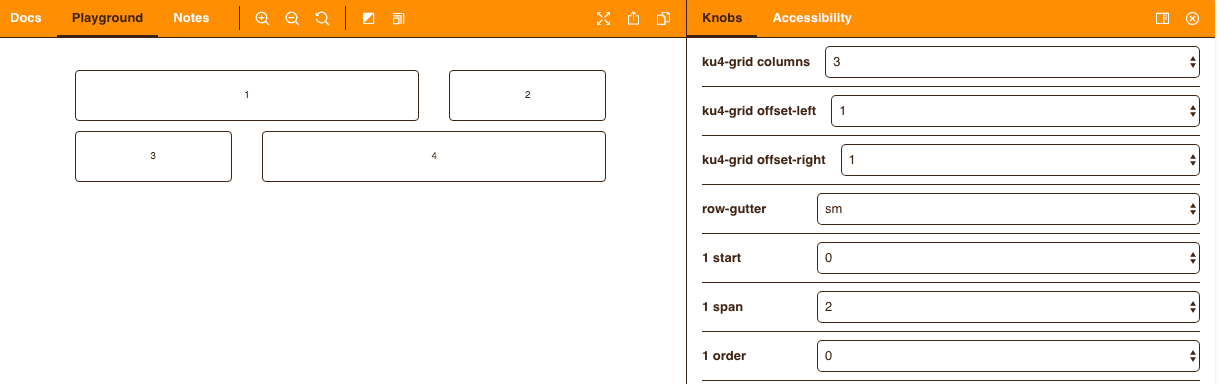 Docs Playground Notes Knobs Accessibility
1 2
3 4
ku4-grid columns 3
ku4-grid offset-left 1
ku4-grid offset-right 1
row-gutter sm
1 start 0
1 span 2
1 order 0